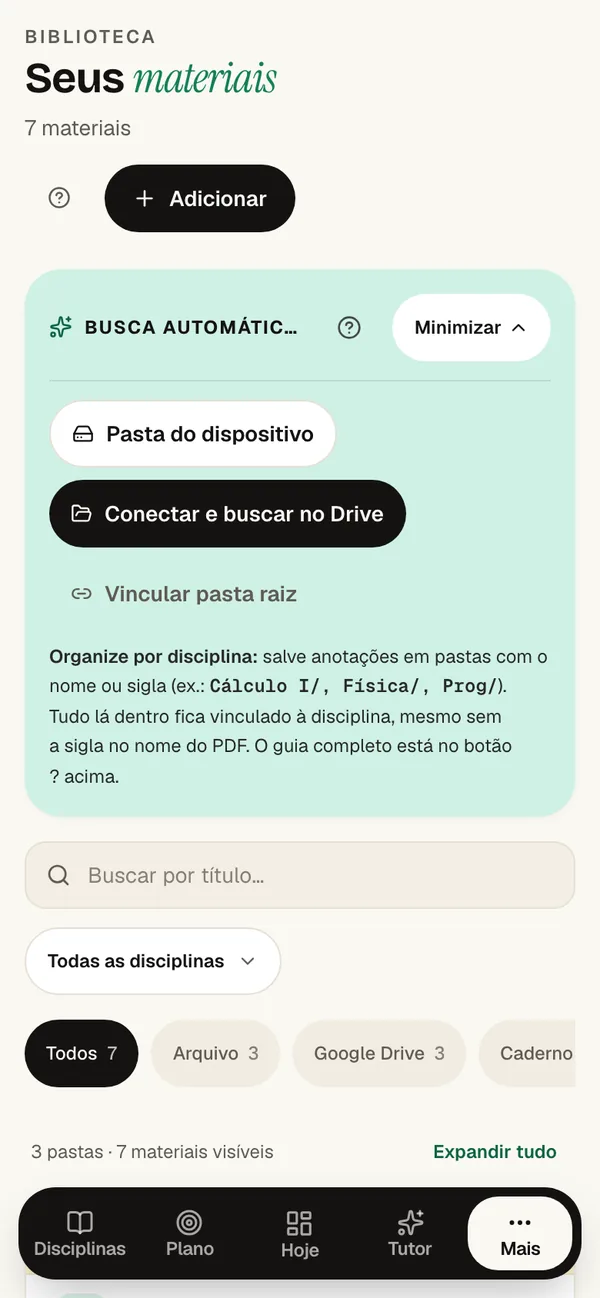 BIBLIOTECA
Seus materiais
7 materiais
Adicionar
BUSCA AUTOMÁTIC...
Minimizar
Pasta do dispositivo
Conectar e buscar no Drive
Vincular pasta raiz
Organize por disciplina: salve anotações em pastas com o
nome ou sigla (ex.: Cálculo I/, Física/, Prog/).
Tudo lá dentro fica vinculado à disciplina, mesmo sem
a sigla no nome do PDF. O guia completo está no botão
? acima.
Buscar por título...
Todas as disciplinas
Todos 7 Arquivo 3 Google Drive 3 Caderno
3 pastas · 7 materiais visíveis Expandir tudo
Disciplinas Plano Hoje Tutor Mais